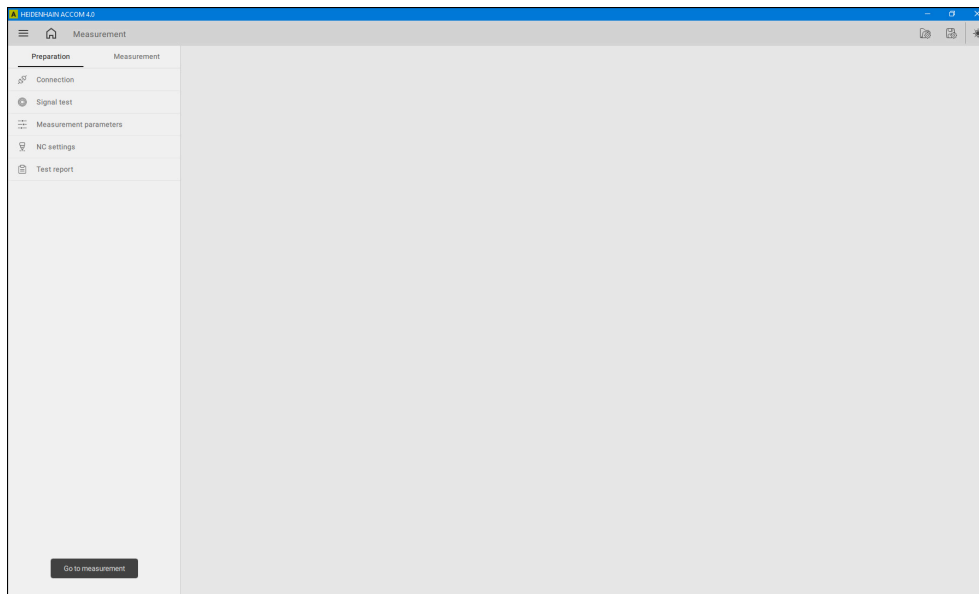 HEIDENHAIN ACCOM 4.0
Measurement
Preparation
Measurement
Connection
Signal test
Measurement parameters
NC settings
Test report
Go to measurement